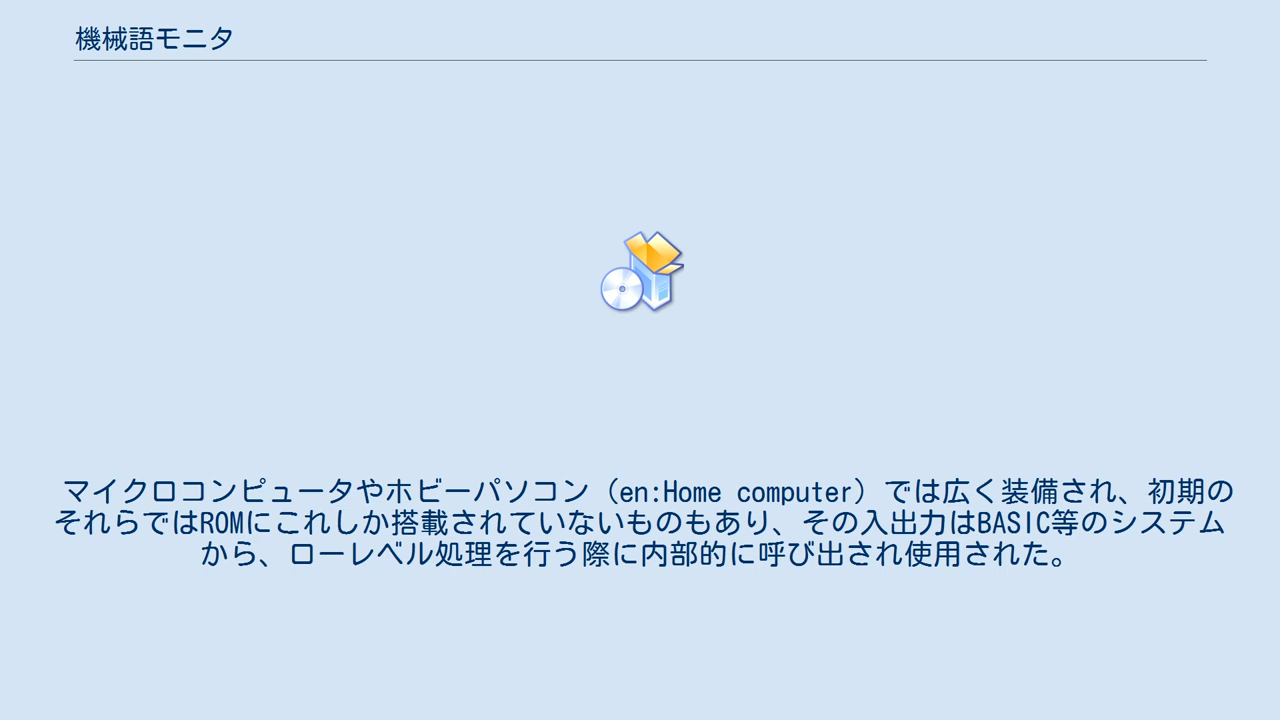 機械語モニタ
マイクロコンピュータやホビーパソコン（en:Home computer）では広く装備され、初期の
それらではROMにこれしか搭載されていないものもあり、その入出力はBASIC等のシステム
から、ローレベル処理を行う際に内部的に呼び出され使用された。